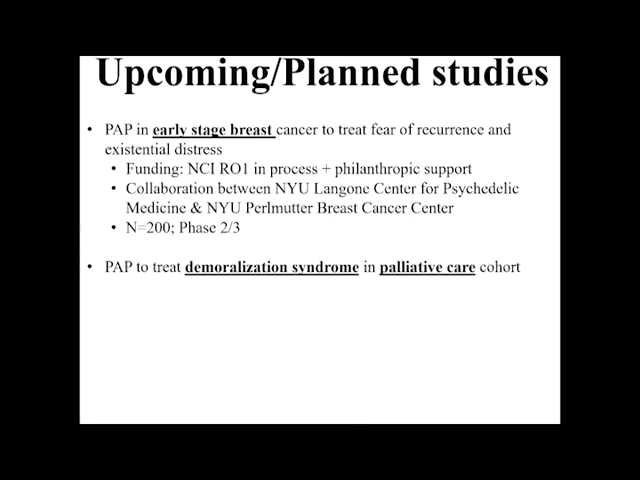 Upcoming/Planned studies
• PAP in early stage breast cancer to treat fear of recurrence and
existential distress
• Funding: NCI RO1 in process + philanthropic support
• Collaboration between NYU Langone Center for Psychedelic
Medicine & NYU Perlmutter Breast Cancer Center
• N=200; Phase 2/3
• PAP to treat demoralization syndrome in palliative care cohort